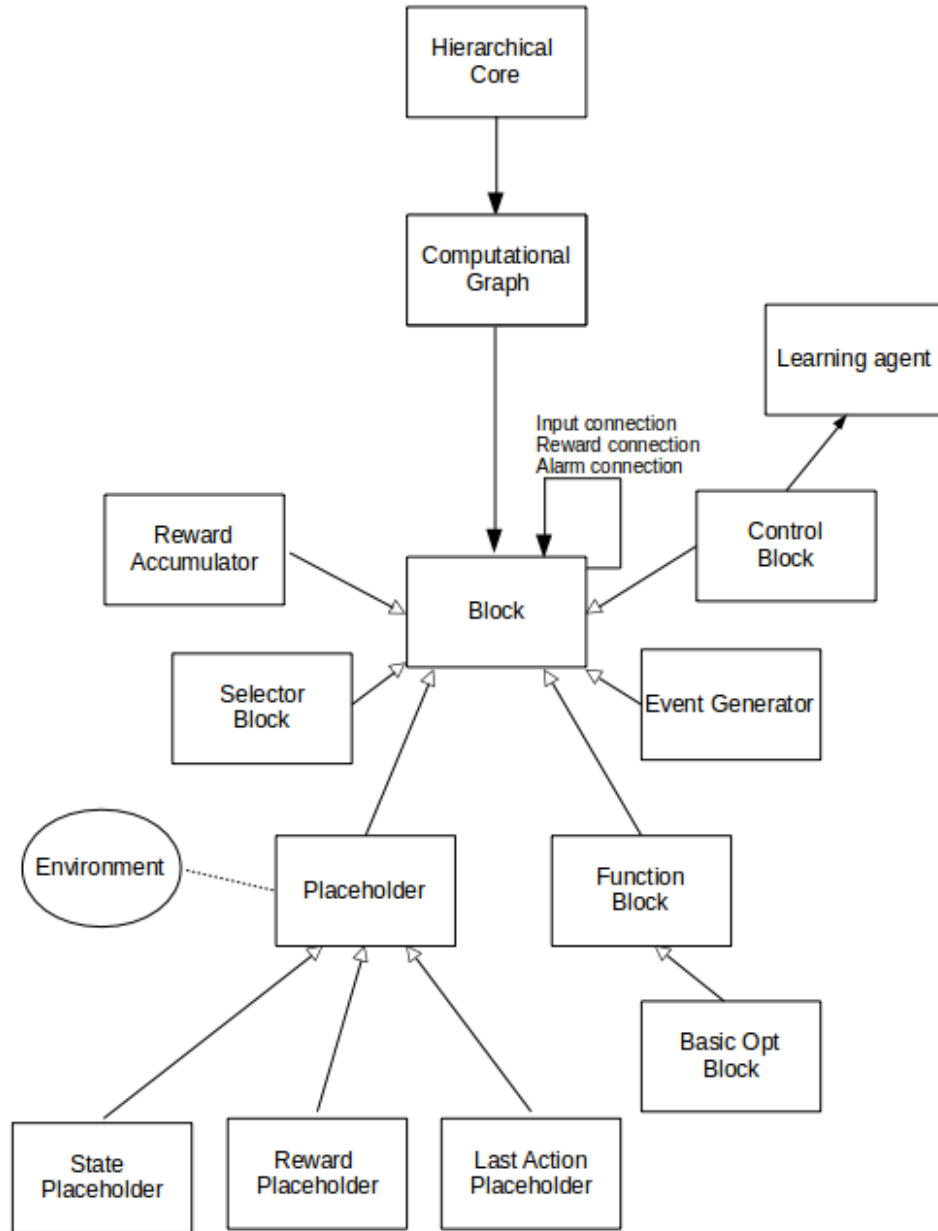 Hierarchical
Core
Computational
Graph
Learning agent
Input connection
Reward connection
Alarm connection
Reward
Accumulator
Control
Block
Block
Selector
Block
Event Generator
Environment
Placeholder
Function
Block
Basic Opt
Block
State
Placeholder
Reward
Placeholder
Last Action
Placeholder